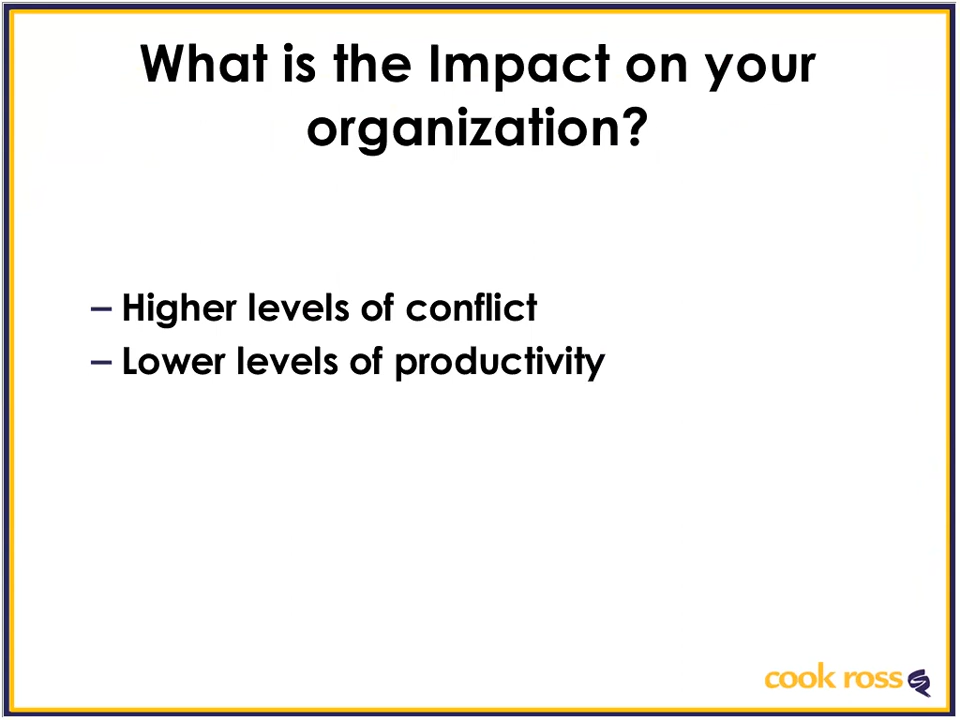 What is the Impact on your
organization?
– Higher levels of conflict
– Lower levels of productivity
cook ross